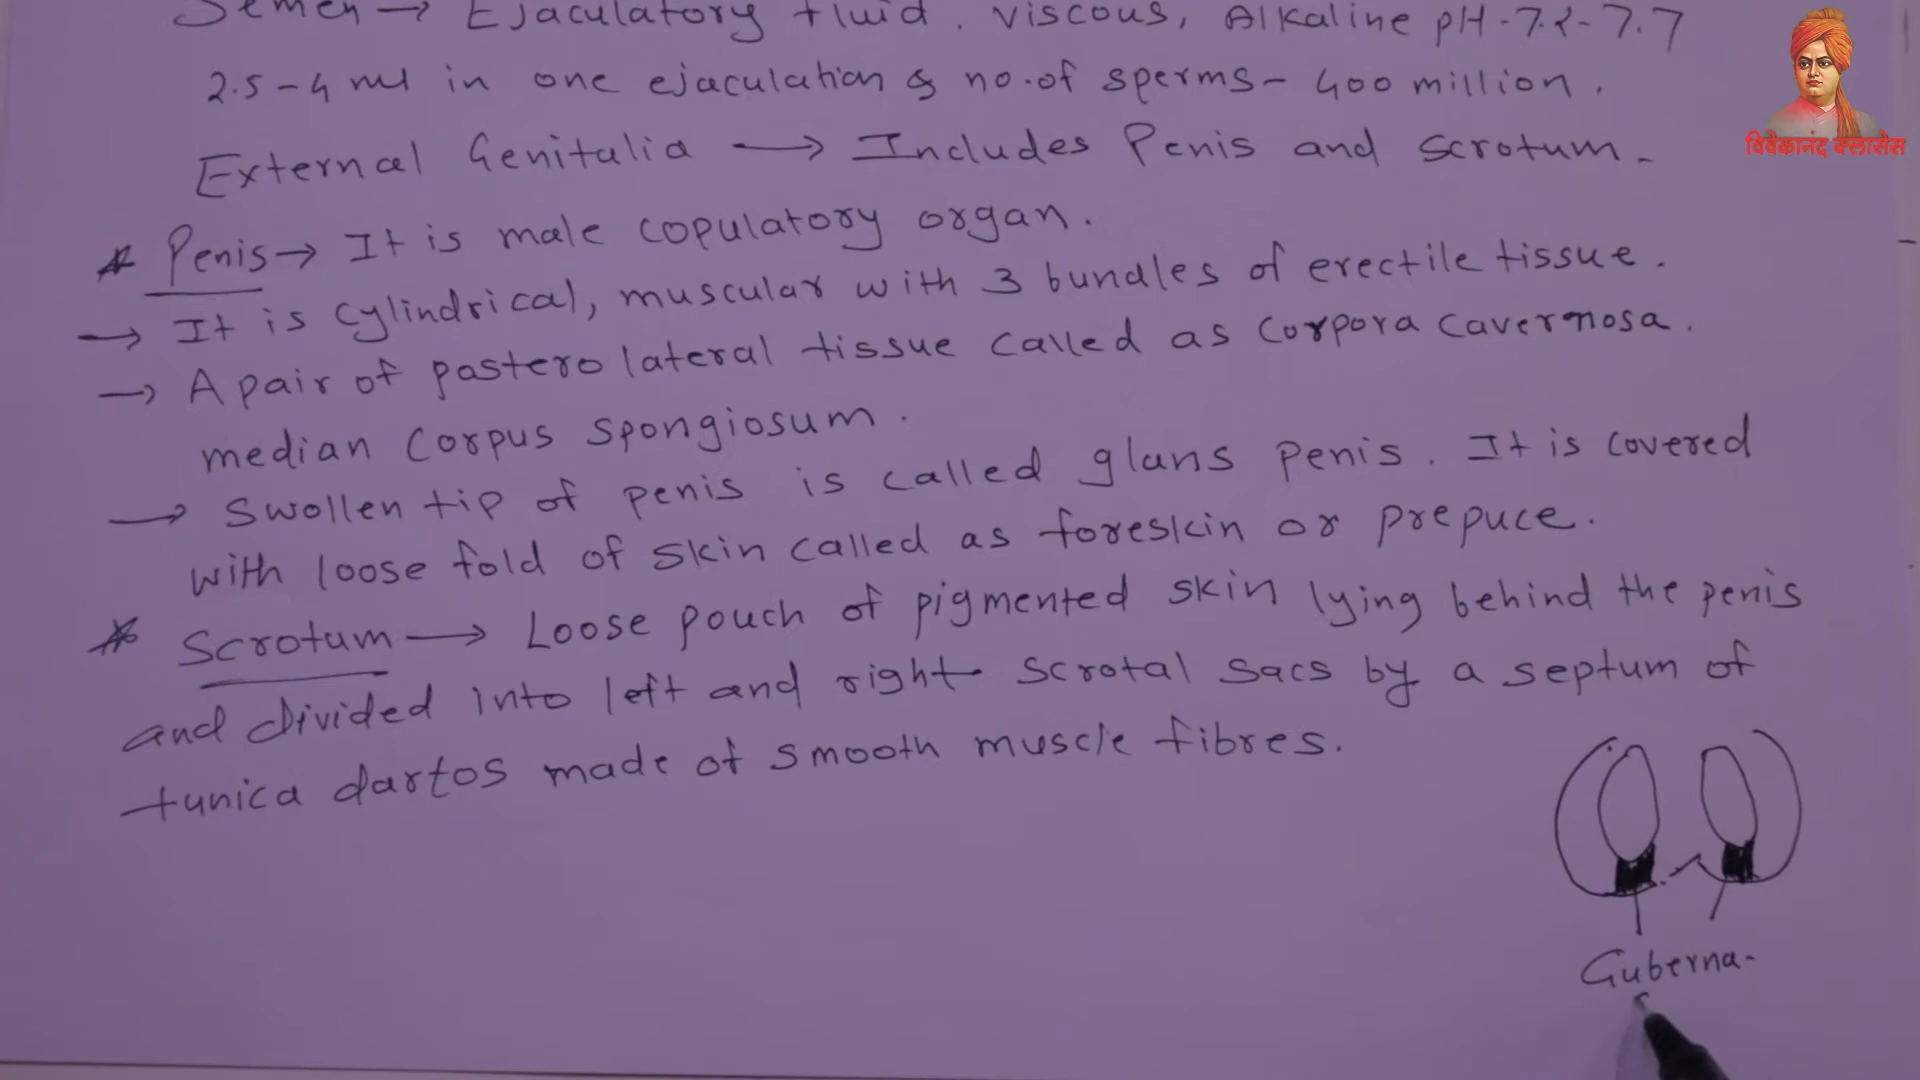 Semen → Ejaculatory fluid. Viscous, Alkaline pH-7.2-7.7
2.5-4 ml in one ejaculation & no.of sperms- 400 million.
External Genitalia → Includes Penis and scrotum-
* Penis → It is male copulatory organ.
→ It is cylindrical, muscular with 3 bundles of erectile tissue.
→ A pair of postero lateral tissue called as corpora cavernosa.
median corpus spongiosum.
→ Swollen tip of penis is called glans penis. It is covered
with loose fold of skin called as foreskin or prepuce.
* Scrotum → Loose pouch of pigmented skin lying behind the penis
and divided into left and right scrotal sacs by a septum of
tunica dartos made of smooth muscle fibres.
Guberna-
विवेकानंद क्लासेस